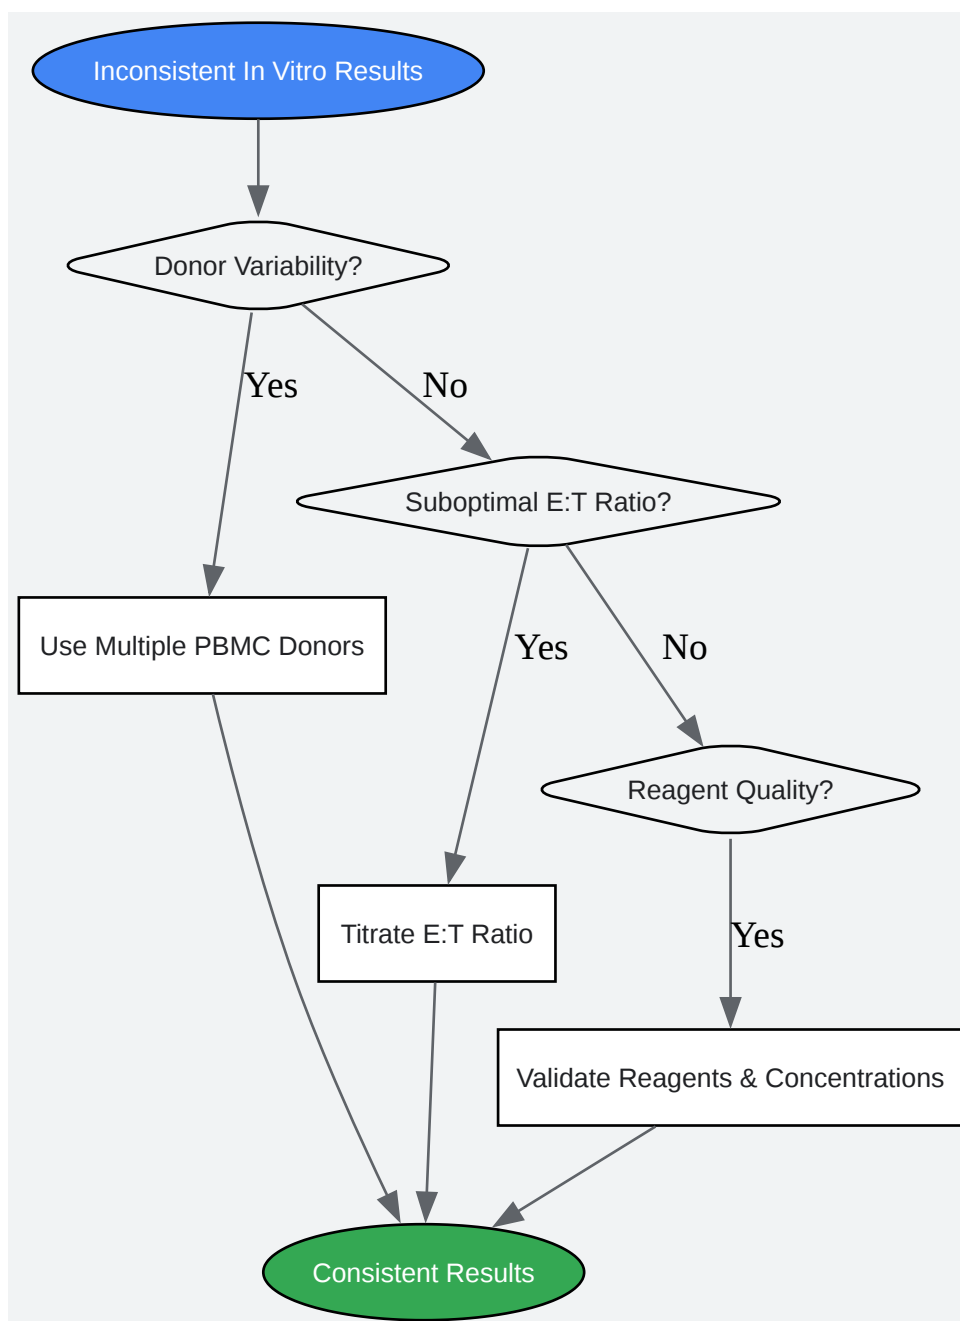 Inconsistent In Vitro Results
Donor Variability?
Yes
No
Suboptimal E:T Ratio?
Use Multiple PBMC Donors
Yes
No
Reagent Quality?
Titrate E:T Ratio
Yes
Validate Reagents & Concentrations
Consistent Results